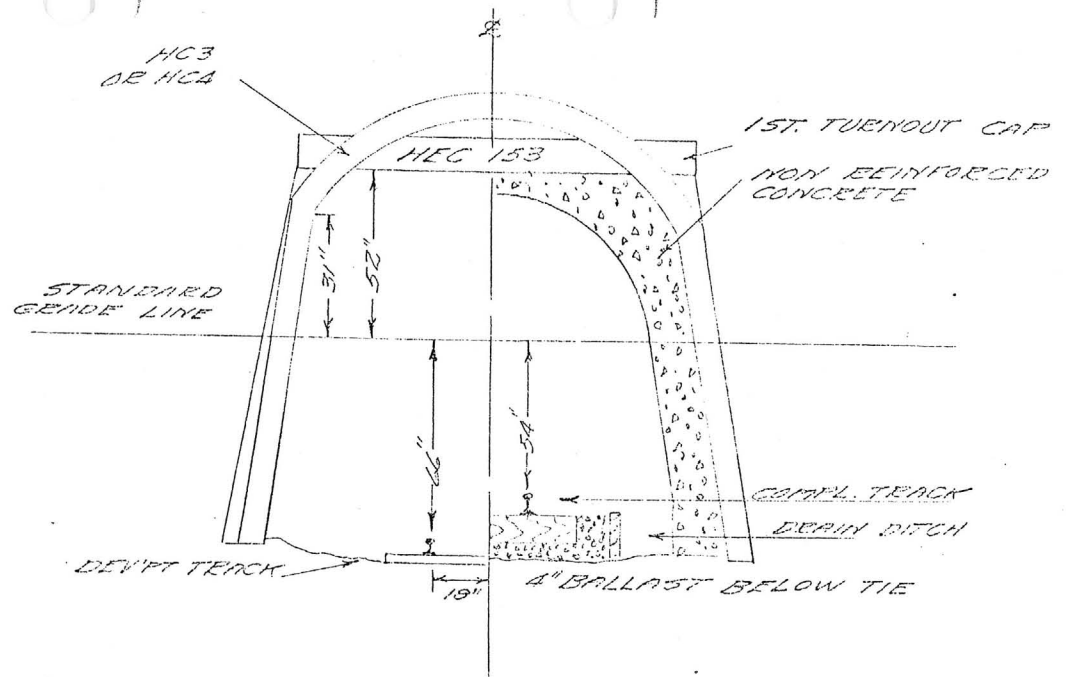 HC3
OR HC4
HEC 153
1ST. TURNOUT CAP
NON REINFORCED
CONCRETE
31"
52"
STANDARD
GRADE LINE
66"
54"
COMPL. TRACK
DRAIN DITCH
DEV'PT TRACK
18"
4" BALLAST BELOW TIE